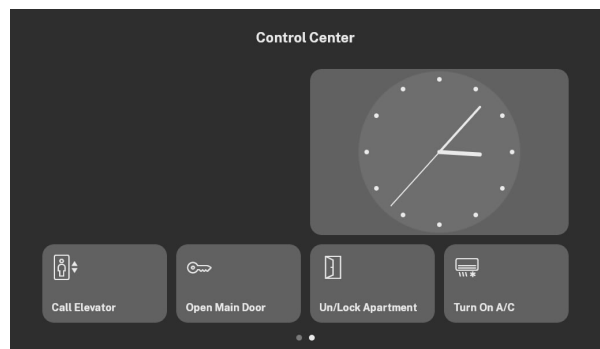 Control Center
Call Elevator
Open Main Door
Un/Lock Apartment
Turn On A/C